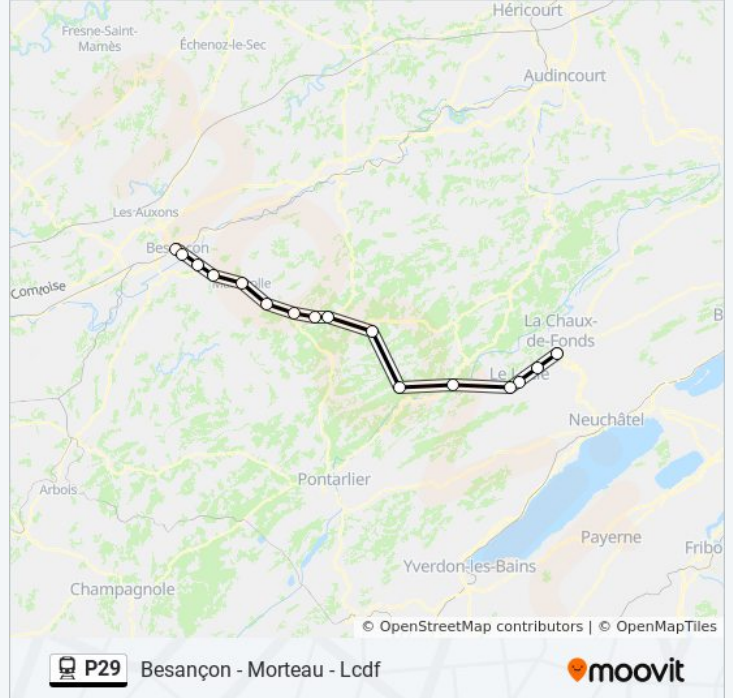 Héricourt
Fresne-Saint-
Mamès
Échenoz-le-Sec
Audincourt
Les-Auxons
Besançon
Comtoise
La Chaux-
de-Fonds
Le Locle
Neuchâtel
Pontarlier
Arbois
Payerne
Fribo
Yverdon-les-Bains
Champagnole
© OpenStreetMap contributors | © OpenMapTiles
P29 Besançon - Morteau - Lcdf
moovit